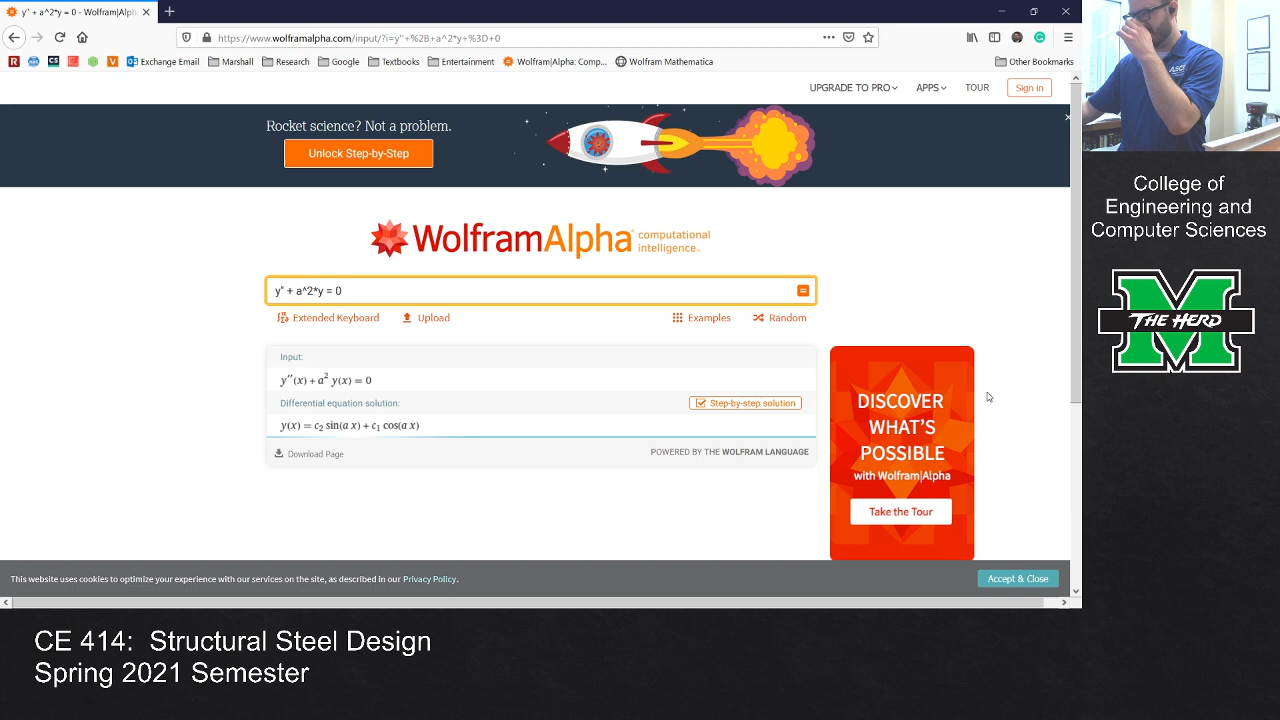 y'' + a^2*y = 0 - Wolfram|Alph
https://www.wolframalpha.com/input/?i=y''+%2B+a^2*y+%3D+0
Exchange Email Marshall Research Google Textbooks Entertainment Wolfram|Alpha: Comp... Wolfram Mathematica Other Bookmarks
UPGRADE TO PRO APPS TOUR Sign in
Rocket science? Not a problem.
Unlock Step-by-Step
WolframAlpha computational intelligence.
y'' + a^2*y = 0
Extended Keyboard Upload Examples Random
Input:
y''(x) + a² y(x) = 0
Differential equation solution: Step-by-step solution
y(x) = c₂ sin(a x) + c₁ cos(a x)
Download Page POWERED BY THE WOLFRAM LANGUAGE
DISCOVER
WHAT'S
POSSIBLE
with Wolfram|Alpha
Take the Tour
This website uses cookies to optimize your experience with our services on the site, as described in our Privacy Policy. Accept & Close
ASCE
College of
Engineering and
Computer Sciences
THE HERD
CE 414: Structural Steel Design
Spring 2021 Semester